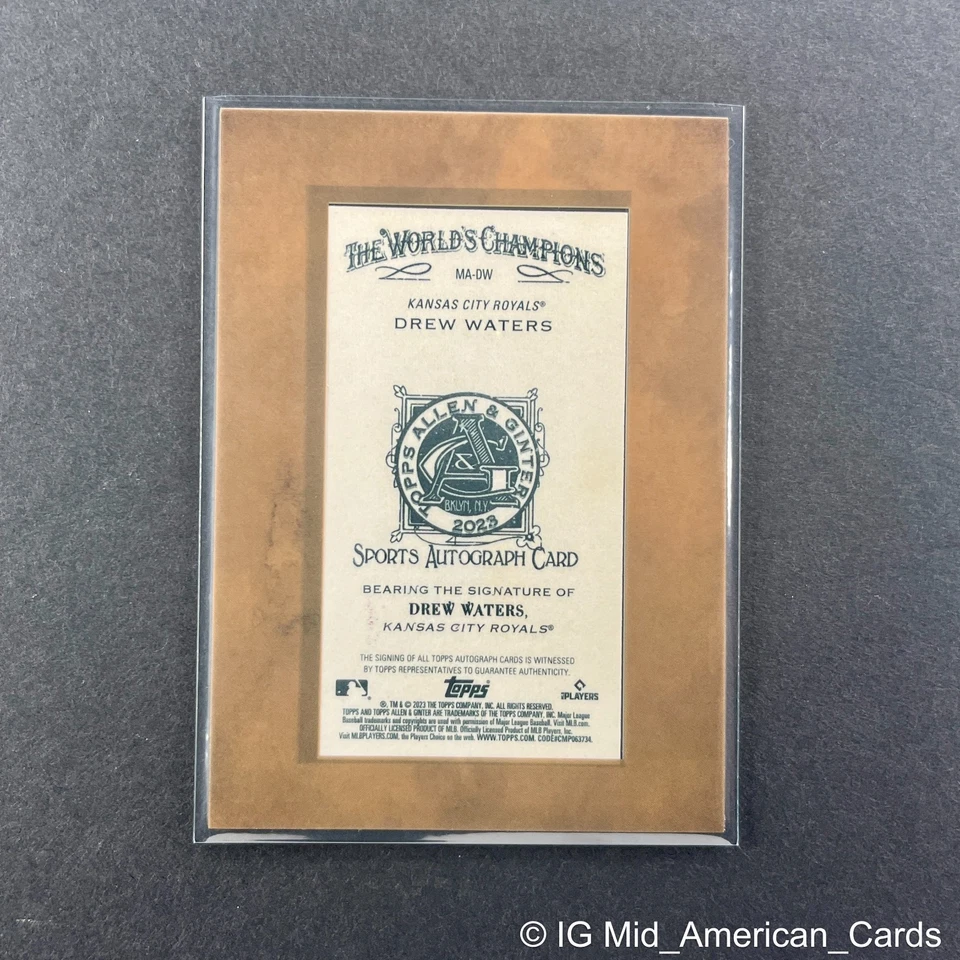 THE WORLD'S CHAMPIONS
MA-DW
KANSAS CITY ROYALS®
DREW WATERS
TOPPS ALLEN & GINTER
A&G
BKLYN, N.Y
2023
SPORTS AUTOGRAPH CARD
BEARING THE SIGNATURE OF
DREW WATERS,
KANSAS CITY ROYALS®
THE SIGNING OF ALL TOPPS AUTOGRAPH CARDS IS WITNESSED
BY TOPPS REPRESENTATIVES TO GUARANTEE AUTHENTICITY.
Topps
PLAYERS
®, TM & © 2023 THE TOPPS COMPANY, INC. ALL RIGHTS RESERVED.
TOPPS AND TOPPS ALLEN & GINTER ARE TRADEMARKS OF THE TOPPS COMPANY, INC. Major League
Baseball trademarks and copyrights are used with permission of Major League Baseball. Visit MLB.com.
OFFICIALLY LICENSED PRODUCT OF MLB. Officially Licensed Product of MLB Players, Inc.
Visit MLBPLAYERS.COM, the Players Choice on the web. WWW.TOPPS.COM. CODE#CMP063734.
© IG Mid_American_Cards